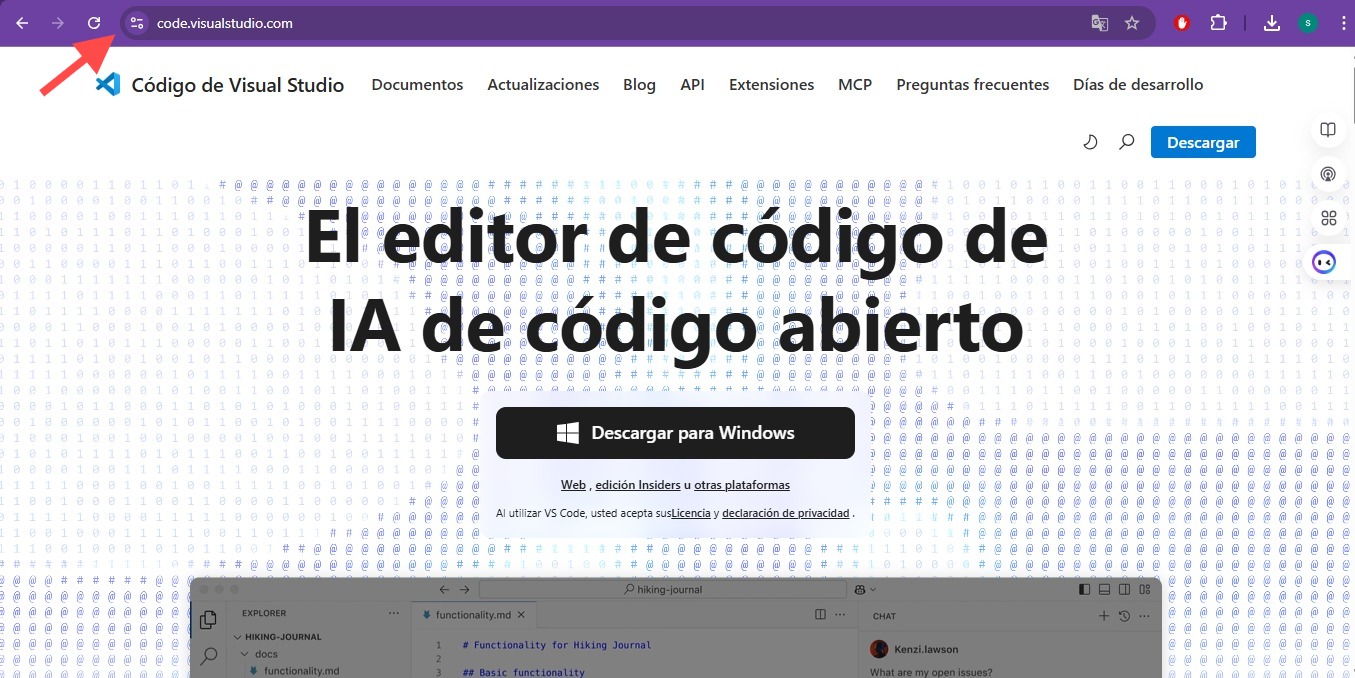 code.visualstudio.com
S
Código de Visual Studio Documentos Actualizaciones Blog API Extensiones MCP Preguntas frecuentes Días de desarrollo
Descargar
El editor de código de
IA de código abierto
Descargar para Windows
Web , edición Insiders u otras plataformas
Al utilizar VS Code, usted acepta susLicencia y declaración de privacidad .
hiking-journal
EXPLORER
functionality.md
CHAT
HIKING-JOURNAL
docs
functionality.md
1 # Functionality for Hiking Journal
2
3 ## Basic functionality
Kenzi.lawson
What are my open issues?